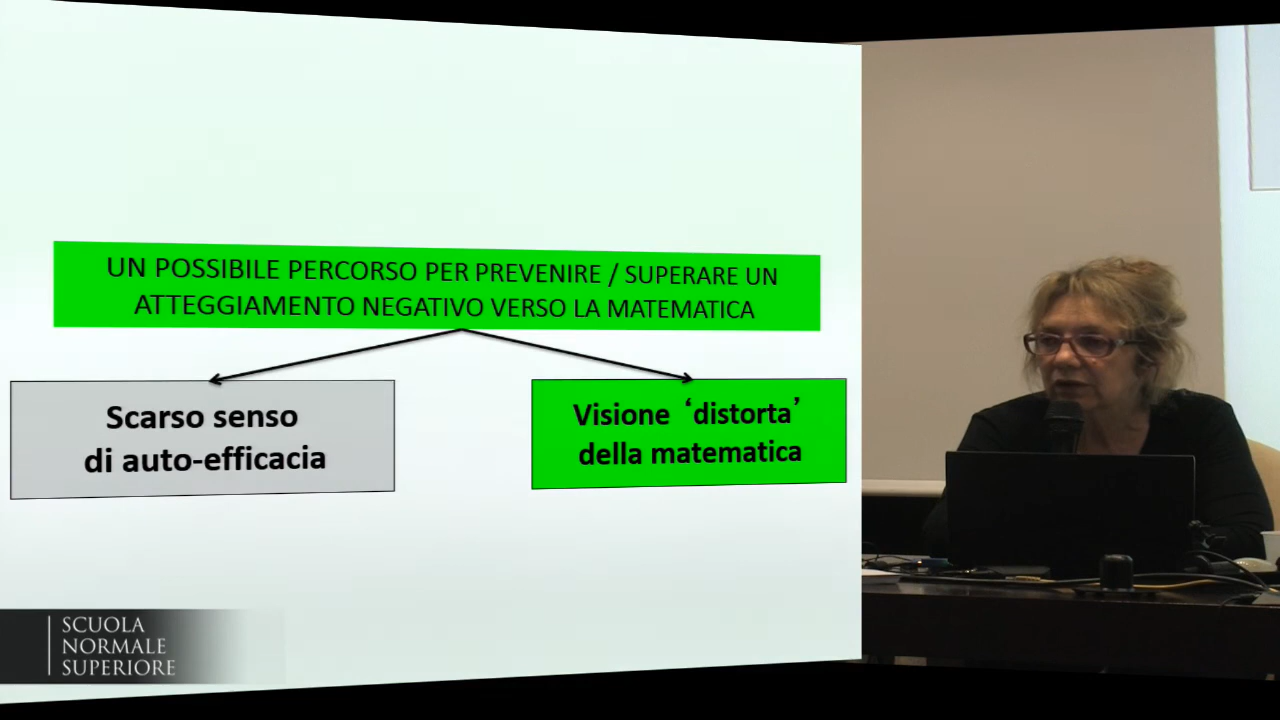 UN POSSIBILE PERCORSO PER PREVENIRE / SUPERARE UN
ATTEGGIAMENTO NEGATIVO VERSO LA MATEMATICA
Scarso senso
di auto-efficacia
Visione ‘distorta’
della matematica
SCUOLA
NORMALE
SUPERIORE